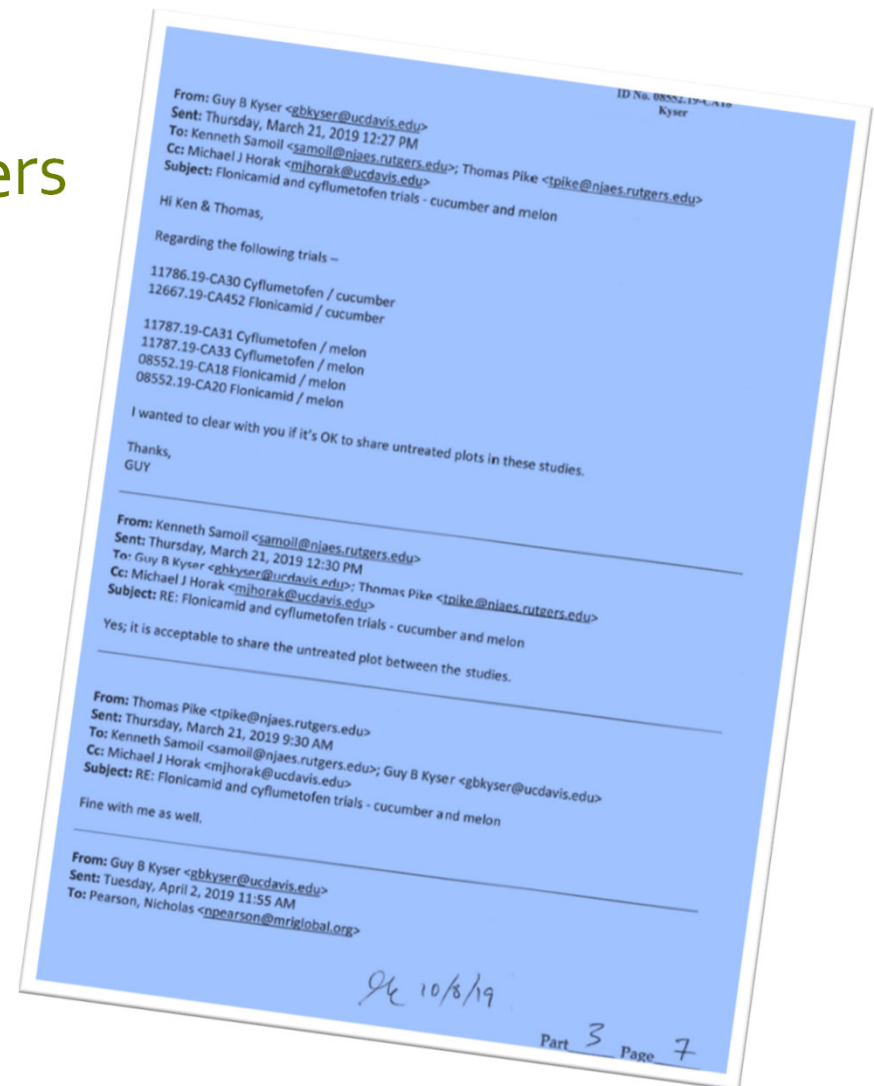 ers
ID No. 08552.19-CA18
Kyser
From: Guy B Kyser <gbkyser@ucdavis.edu>
Sent: Thursday, March 21, 2019 12:27 PM
To: Kenneth Samoil <samoil@njaes.rutgers.edu>; Thomas Pike <tpike@njaes.rutgers.edu>
Cc: Michael J Horak <mjhorak@ucdavis.edu>
Subject: Flonicamid and cyflumetofen trials - cucumber and melon
Hi Ken & Thomas,
Regarding the following trials –
11786.19-CA30 Cyflumetofen / cucumber
12667.19-CA452 Flonicamid / cucumber
11787.19-CA31 Cyflumetofen / melon
11787.19-CA33 Cyflumetofen / melon
08552.19-CA18 Flonicamid / melon
08552.19-CA20 Flonicamid / melon
I wanted to clear with you if it's OK to share untreated plots in these studies.
Thanks,
GUY
From: Kenneth Samoil <samoil@njaes.rutgers.edu>
Sent: Thursday, March 21, 2019 12:30 PM
To: Guy B Kyser <gbkyser@ucdavis.edu>; Thomas Pike <tpike@njaes.rutgers.edu>
Cc: Michael J Horak <mjhorak@ucdavis.edu>
Subject: RE: Flonicamid and cyflumetofen trials - cucumber and melon
Yes; it is acceptable to share the untreated plot between the studies.
From: Thomas Pike <tpike@njaes.rutgers.edu>
Sent: Thursday, March 21, 2019 9:30 AM
To: Kenneth Samoil <samoil@njaes.rutgers.edu>; Guy B Kyser <gbkyser@ucdavis.edu>
Cc: Michael J Horak <mjhorak@ucdavis.edu>
Subject: RE: Flonicamid and cyflumetofen trials - cucumber and melon
Fine with me as well.
From: Guy B Kyser <gbkyser@ucdavis.edu>
Sent: Tuesday, April 2, 2019 11:55 AM
To: Pearson, Nicholas <npearson@mriglobal.org>
10/8/19
Part 3 Page 7